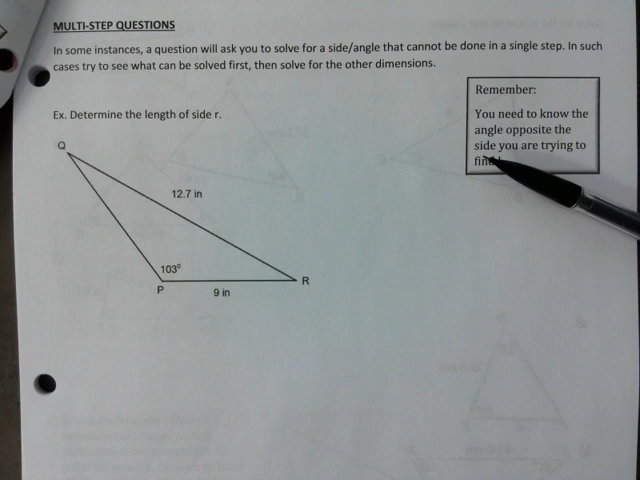 MULTI-STEP QUESTIONS
In some instances, a question will ask you to solve for a side/angle that cannot be done in a single step. In such
cases try to see what can be solved first, then solve for the other dimensions.
Remember:
You need to know the
angle opposite the
side you are trying to
Ex. Determine the length of side r.
Q
12.7 in
103⁰
P
R
9 in